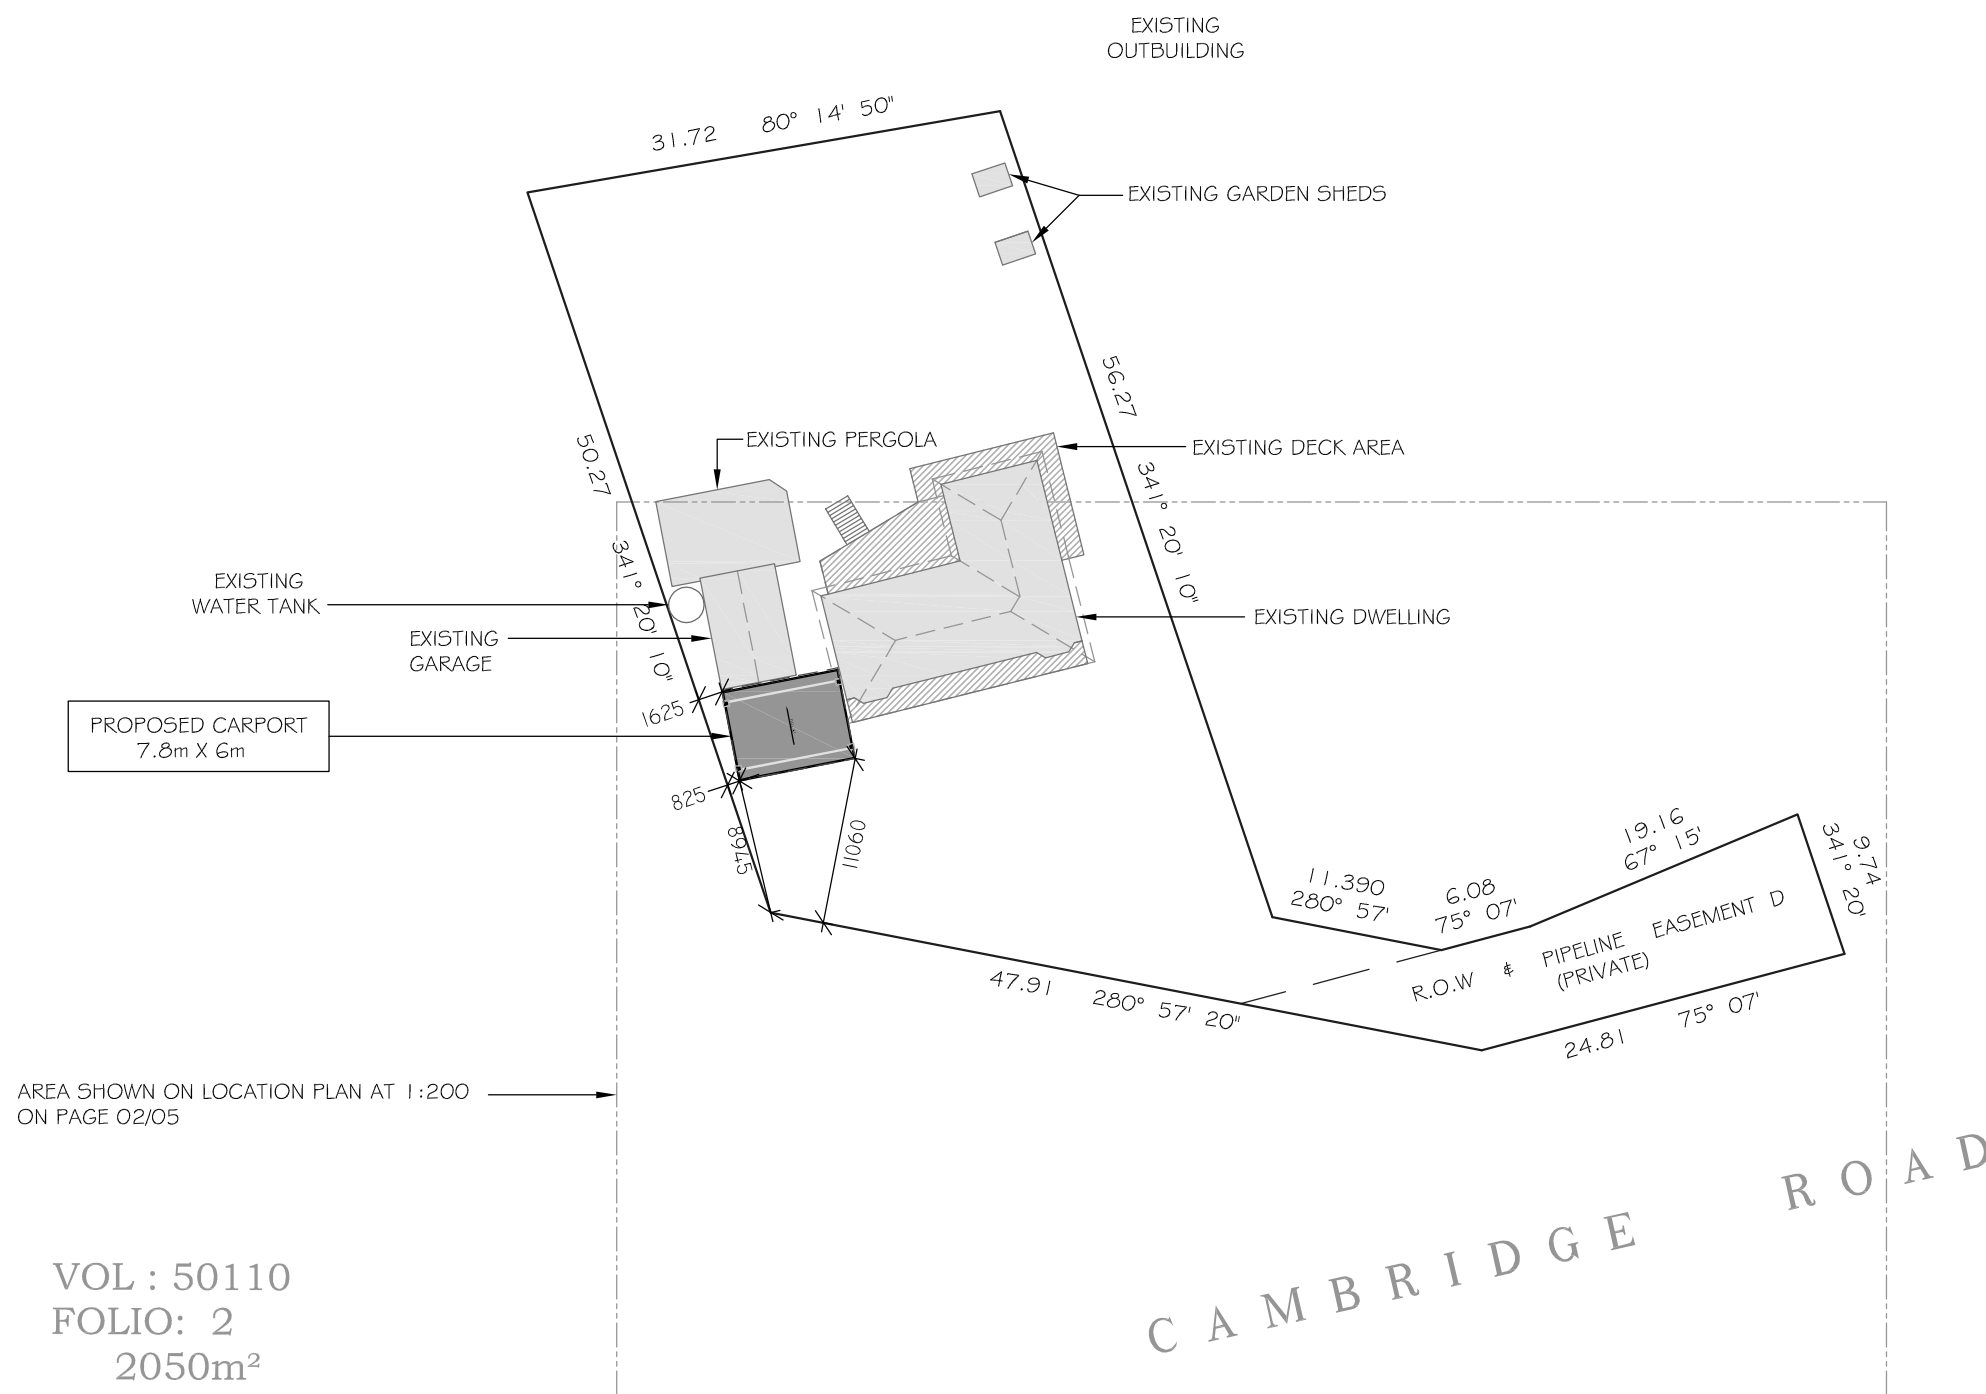 EXISTING
OUTBUILDING
31.72 80° 14' 50"
EXISTING GARDEN SHEDS
56.27
341° 20' 10"
50.27
341° 20' 10"
EXISTING PERGOLA
EXISTING DECK AREA
EXISTING
WATER TANK
EXISTING
GARAGE
EXISTING DWELLING
1625
PROPOSED CARPORT
7.8m X 6m
825
8945
11060
19.16
67° 15'
9.74
341° 20'
11.390
280° 57'
6.08
75° 07'
R.O.W & PIPELINE EASEMENT D
(PRIVATE)
47.91 280° 57' 20"
24.81 75° 07'
AREA SHOWN ON LOCATION PLAN AT 1:200
ON PAGE 02/05
CAMBRIDGE ROAD
VOL : 50110
FOLIO: 2
2050m²